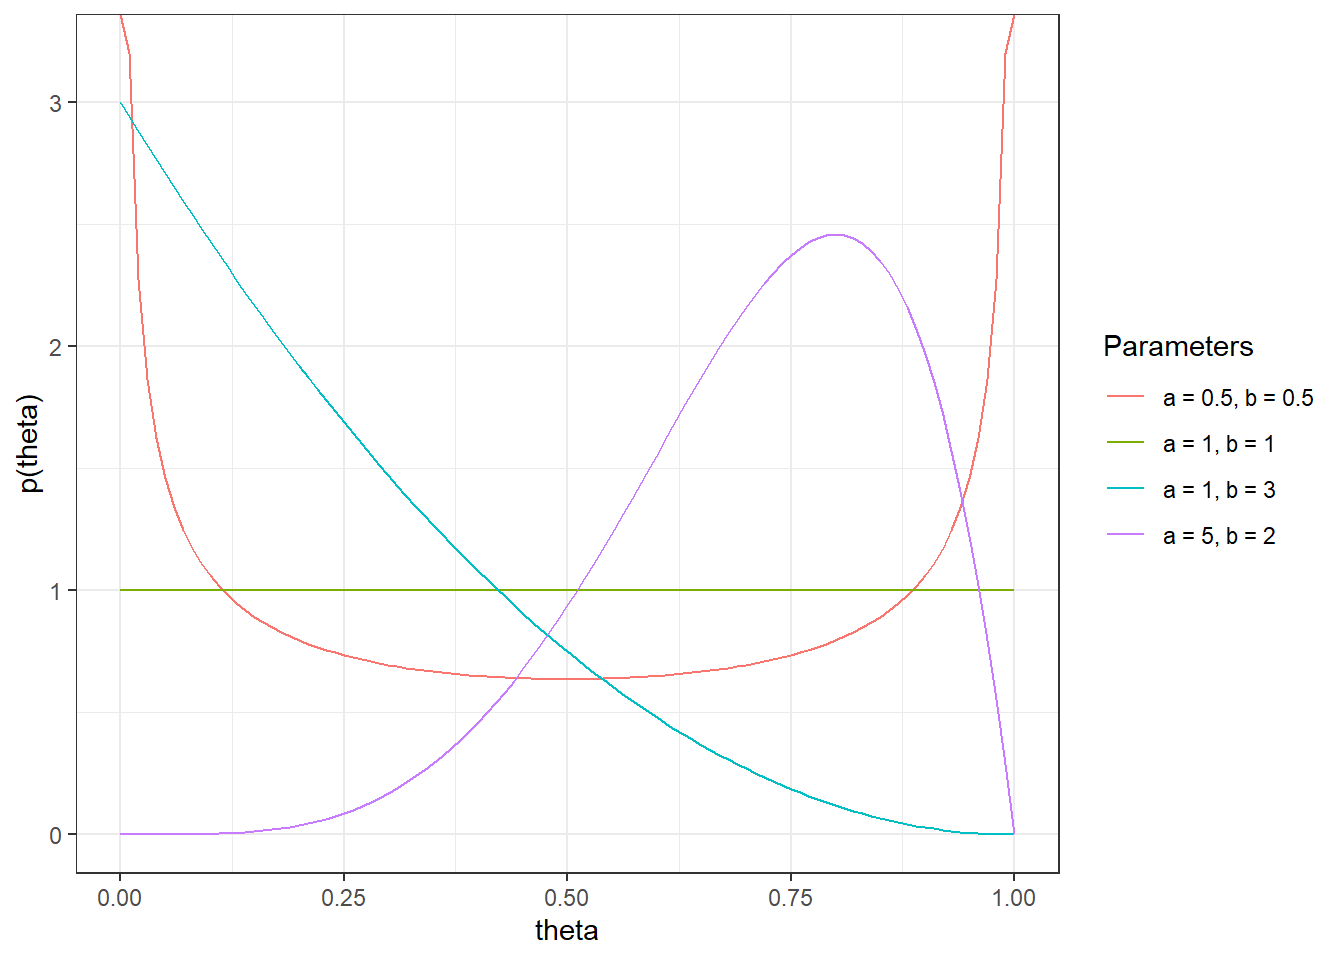 3
2
1
0
p(theta)
0.00 0.25 0.50 0.75 1.00
theta
Parameters
a = 0.5, b = 0.5
a = 1, b = 1
a = 1, b = 3
a = 5, b = 2